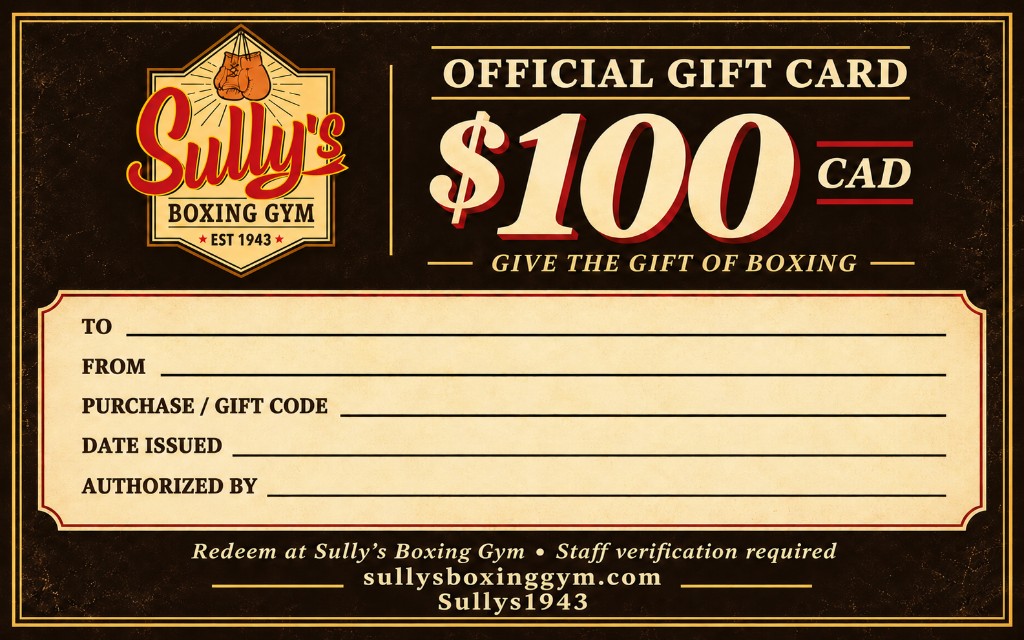 Sully's
BOXING GYM
★ EST 1943 ★
OFFICIAL GIFT CARD
$100 CAD
GIVE THE GIFT OF BOXING
TO
FROM
PURCHASE / GIFT CODE
DATE ISSUED
AUTHORIZED BY
Redeem at Sully's Boxing Gym • Staff verification required
sullysboxinggym.com
Sullys1943